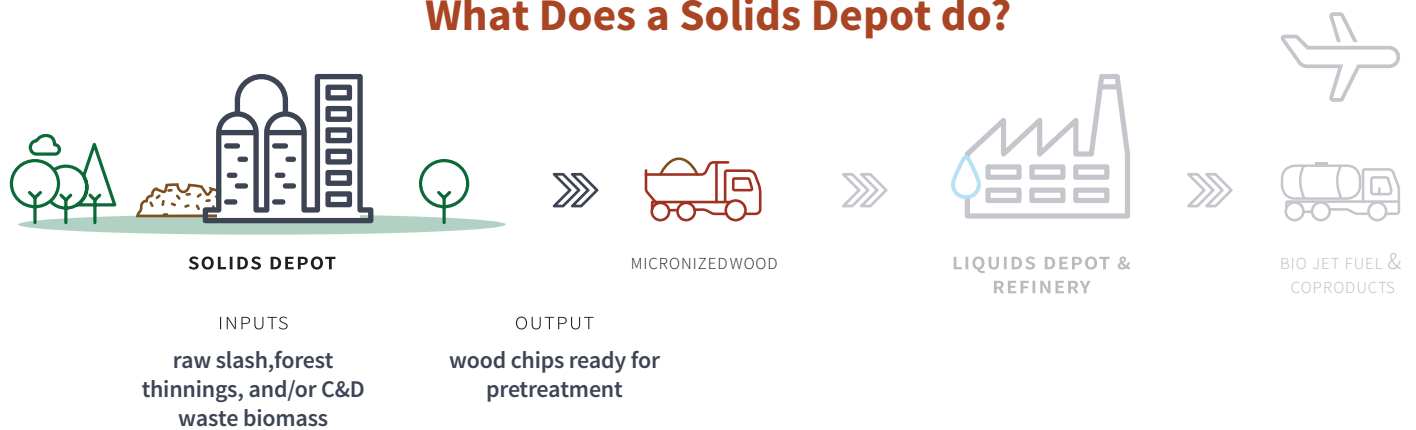 What Does a Solids Depot do?
SOLIDS DEPOT
MICRONIZEDWOOD
LIQUIDS DEPOT &
REFINERY
BIO JET FUEL &
COPRODUCTS
INPUTS
raw slash,forest
thinnings, and/or C&D
waste biomass
OUTPUT
wood chips ready for
pretreatment